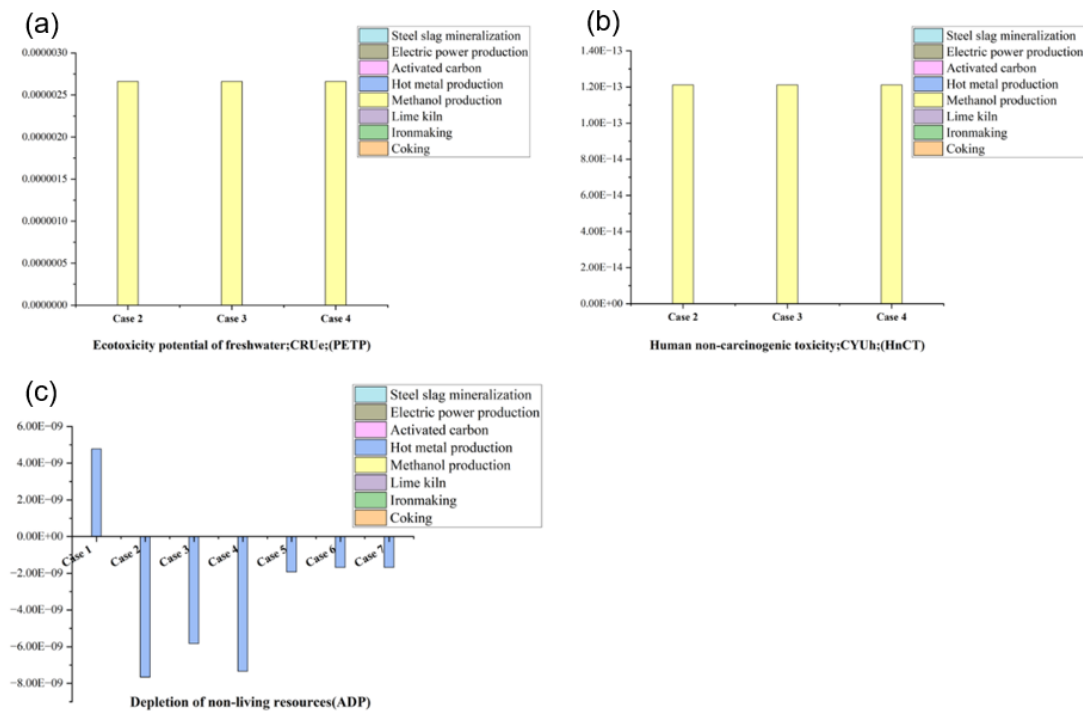 (a)
Steel slag mineralization
Electric power production
Activated carbon
Hot metal production
Methanol production
Lime kiln
Ironmaking
Coking
0.0000030
0.0000025
0.0000020
0.0000015
0.0000010
0.0000005
0.0000000
Case 2 Case 3 Case 4
Ecotoxicity potential of freshwater;CRUe;(PETP)
(b)
Steel slag mineralization
Electric power production
Activated carbon
Hot metal production
Methanol production
Lime kiln
Ironmaking
Coking
1.40E−13
1.20E−13
1.00E−13
8.00E−14
6.00E−14
4.00E−14
2.00E−14
0.00E+00
Case 2 Case 3 Case 4
Human non-carcinogenic toxicity;CYUh;(HnCT)
(c)
Steel slag mineralization
Electric power production
Activated carbon
Hot metal production
Methanol production
Lime kiln
Ironmaking
Coking
6.00E−09
4.00E−09
2.00E−09
0.00E+00
−2.00E−09
−4.00E−09
−6.00E−09
−8.00E−09
Case 1 Case 2 Case 3 Case 4 Case 5 Case 6 Case 7
Depletion of non-living resources(ADP)